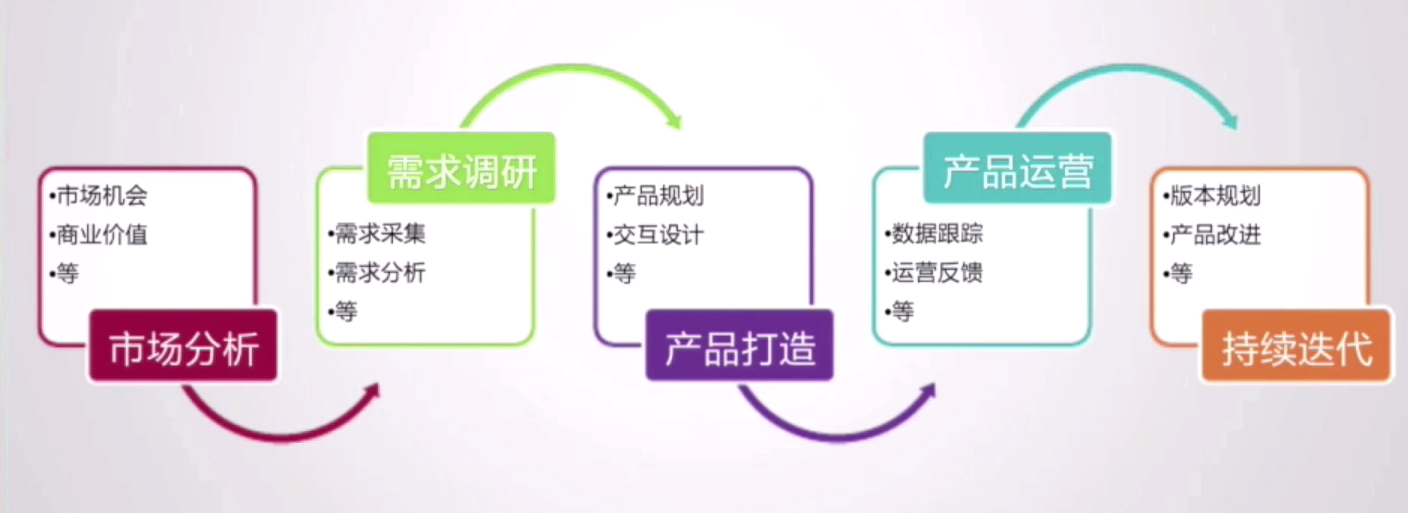 •市场机会
•商业价值
•等
市场分析
需求调研
•需求采集
•需求分析
•等
•产品规划
•交互设计
•等
产品打造
产品运营
•数据跟踪
•运营反馈
•等
•版本规划
•产品改进
•等
持续迭代